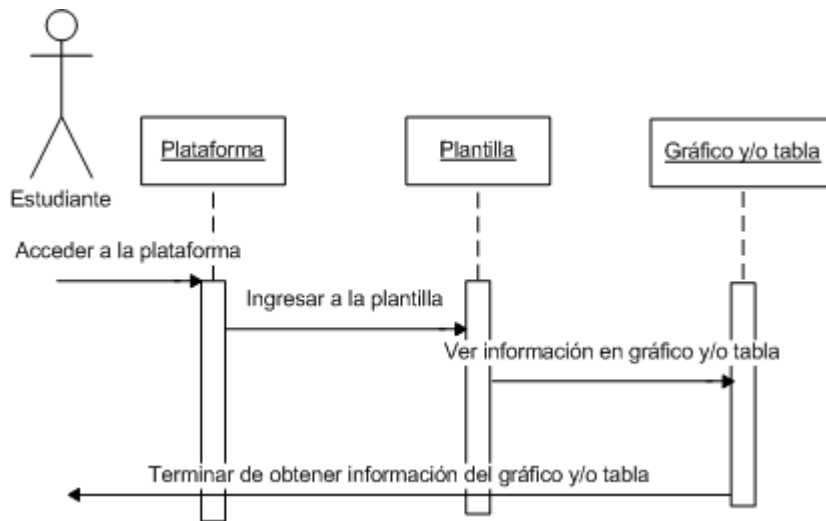 Plataforma
Plantilla
Gráfico y/o tabla
Estudiante
Acceder a la plataforma
Ingresar a la plantilla
Ver información en gráfico y/o tabla
Terminar de obtener información del gráfico y/o tabla